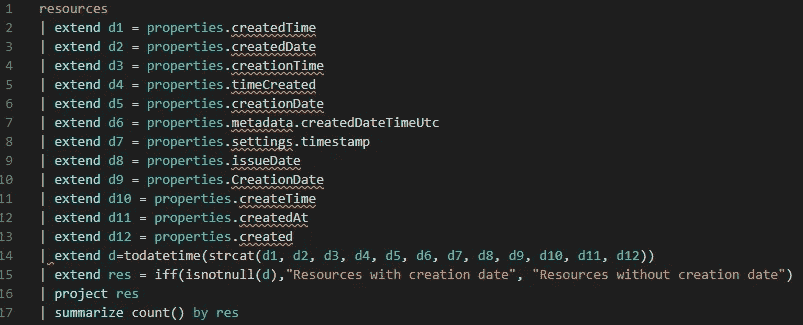 1 resources
2 | extend d1 = properties.createdTime
3 | extend d2 = properties.createdDate
4 | extend d3 = properties.creationTime
5 | extend d4 = properties.timeCreated
6 | extend d5 = properties.creationDate
7 | extend d6 = properties.metadata.createdDateTimeUtc
8 | extend d7 = properties.settings.timestamp
9 | extend d8 = properties.issueDate
10 | extend d9 = properties.CreationDate
11 | extend d10 = properties.createTime
12 | extend d11 = properties.createdAt
13 | extend d12 = properties.created
14 | extend d=todatetime(strcat(d1, d2, d3, d4, d5, d6, d7, d8, d9, d10, d11, d12))
15 | extend res = iff(isnotnull(d),"Resources with creation date", "Resources without creation date")
16 | project res
17 | summarize count() by res